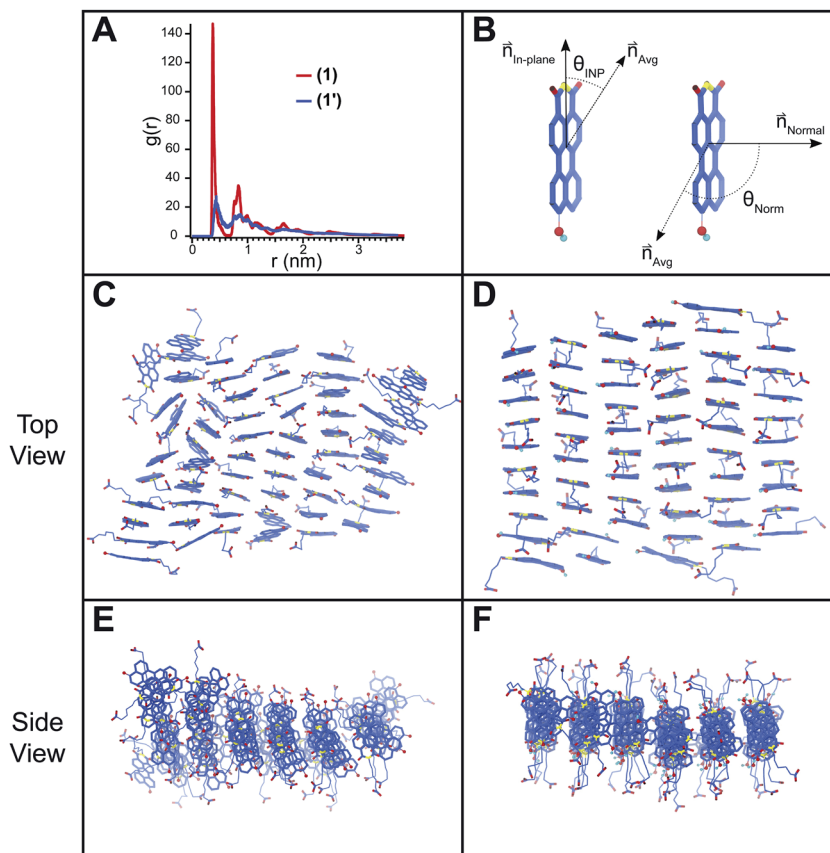 A
140
120
100
80
60
40
20
0
g(r)
0 1 2 3
r (nm)
(1)
(1')
B
n⃗In-plane
θINP
n⃗Avg
n⃗Normal
θNorm
n⃗Avg
C
D
Top
View
E
F
Side
View